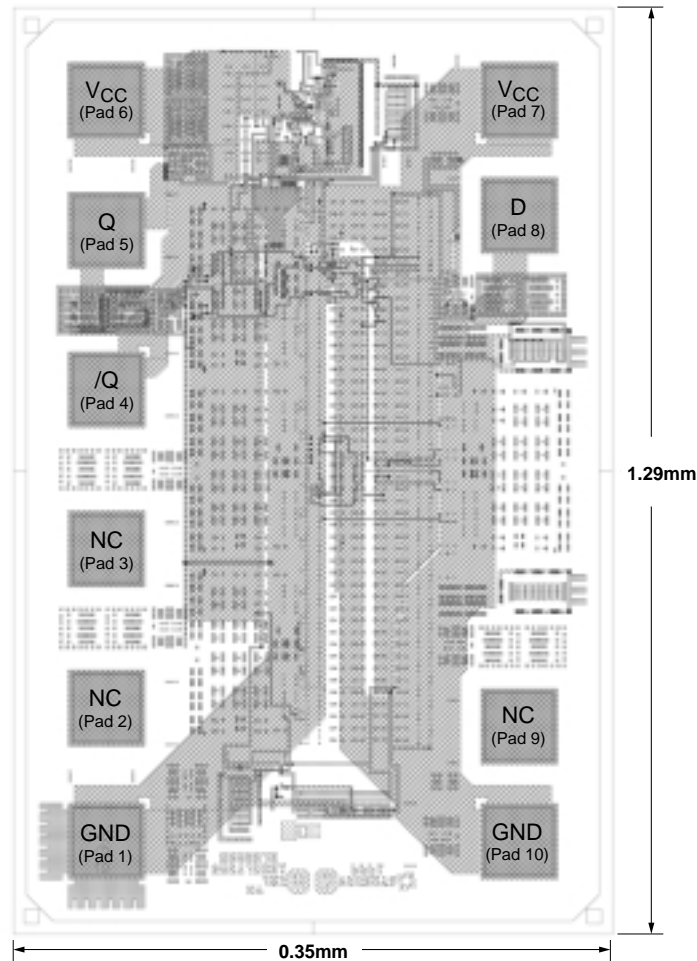 VCC
(Pad 6)
VCC
(Pad 7)
Q
(Pad 5)
D
(Pad 8)
/Q
(Pad 4)
1.29mm
NC
(Pad 3)
NC
(Pad 2)
NC
(Pad 9)
GND
(Pad 1)
GND
(Pad 10)
0.35mm